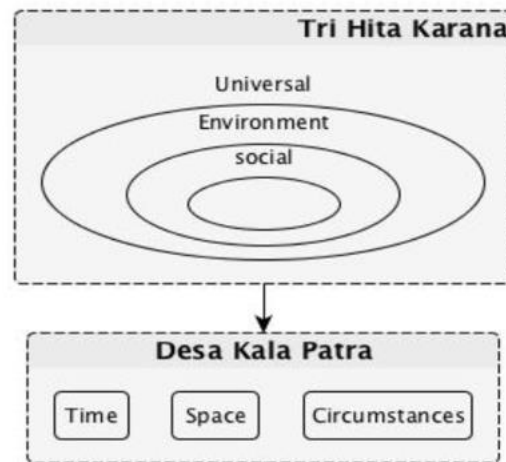 Tri Hita Karana
Universal
Environment
social
Desa Kala Patra
Time Space Circumstances